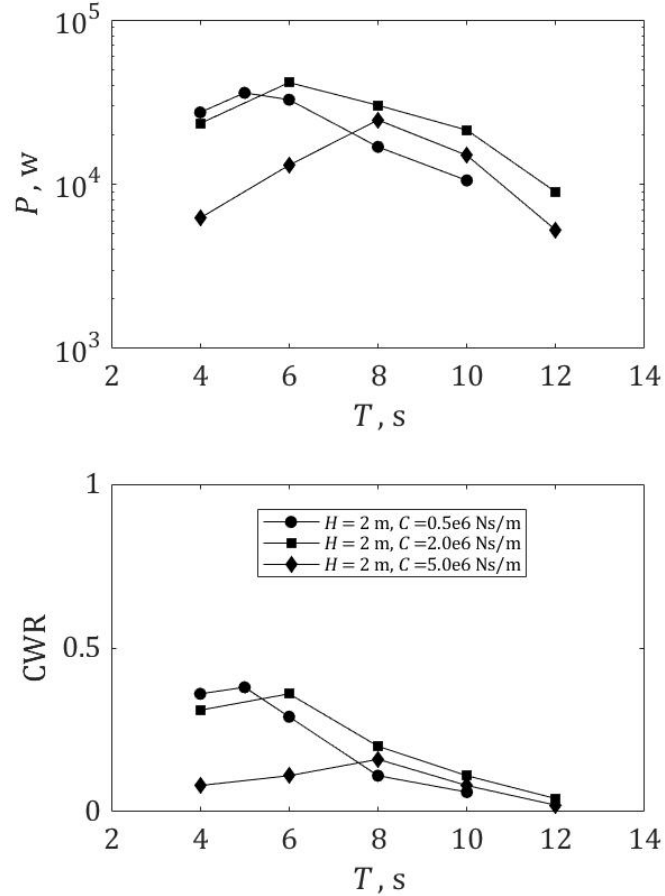 10^5
10^4
10^3
P, w
2 4 6 8 10 12 14
T, s
1
0.5
0
CWR
H = 2 m, C =0.5e6 Ns/m
H = 2 m, C =2.0e6 Ns/m
H = 2 m, C =5.0e6 Ns/m
2 4 6 8 10 12 14
T, s